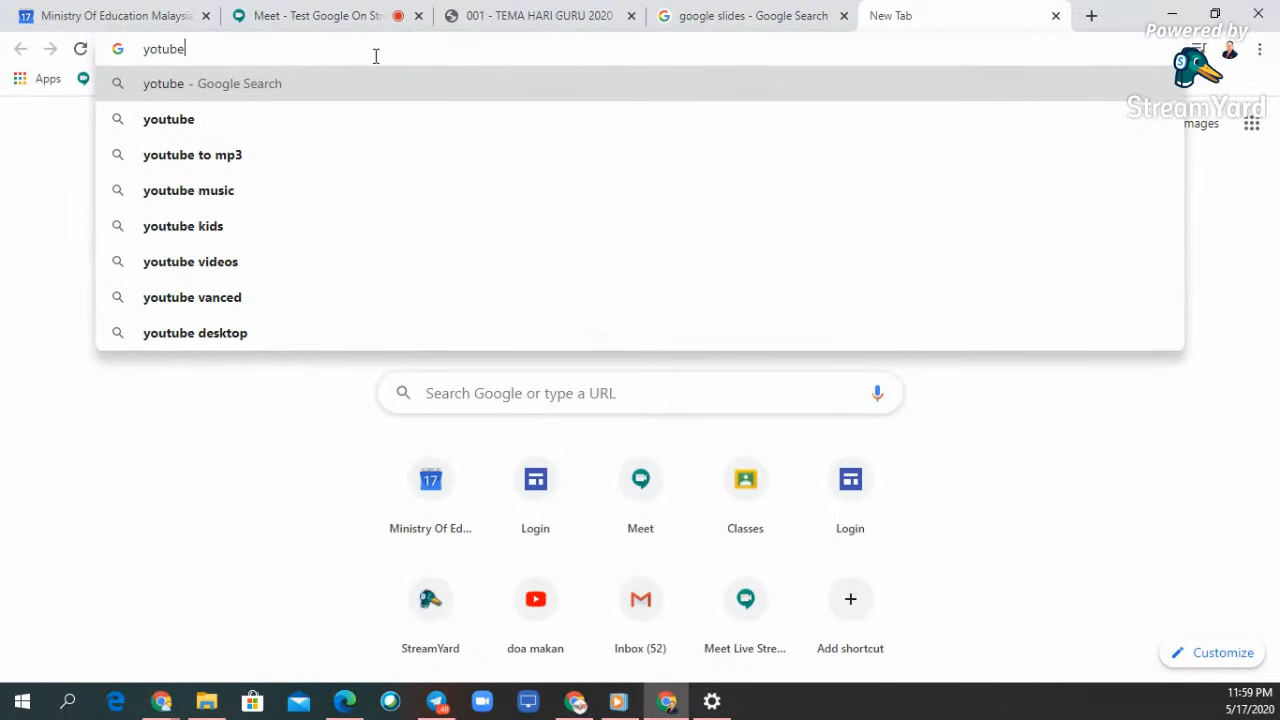 Ministry Of Education Malaysia
Meet - Test Google On Str
001 - TEMA HARI GURU 2020
google slides - Google Search
New Tab
Powered by
yotube
StreamYard
Apps
yotube - Google Search
mages
youtube
youtube to mp3
youtube music
youtube kids
youtube videos
youtube vanced
youtube desktop
Search Google or type a URL
17
Ministry Of Ed...
Login
Meet
Classes
Login
StreamYard
doa makan
Inbox (52)
Meet Live Stre...
Add shortcut
Customize
48
11:59 PM
5/17/2020